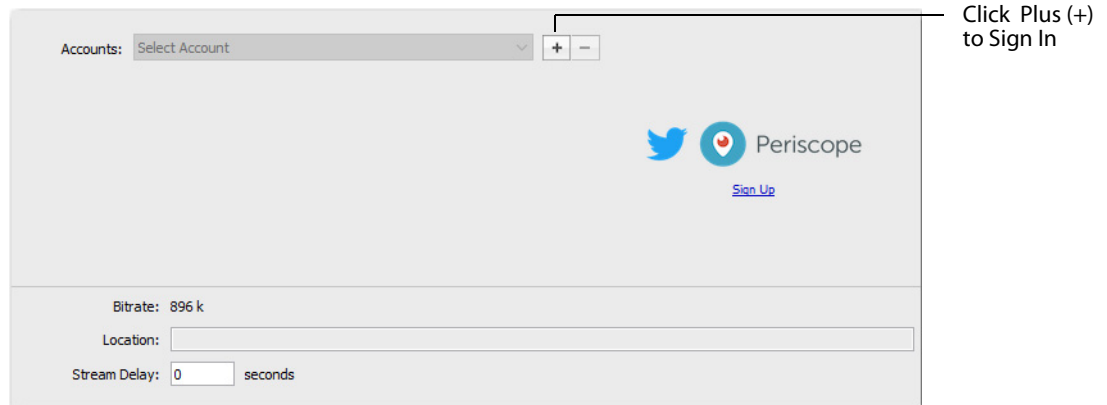 Click Plus (+)
to Sign In
Accounts: Select Account + −
Periscope
Sign Up
Bitrate: 896 k
Location:
Stream Delay: 0 seconds